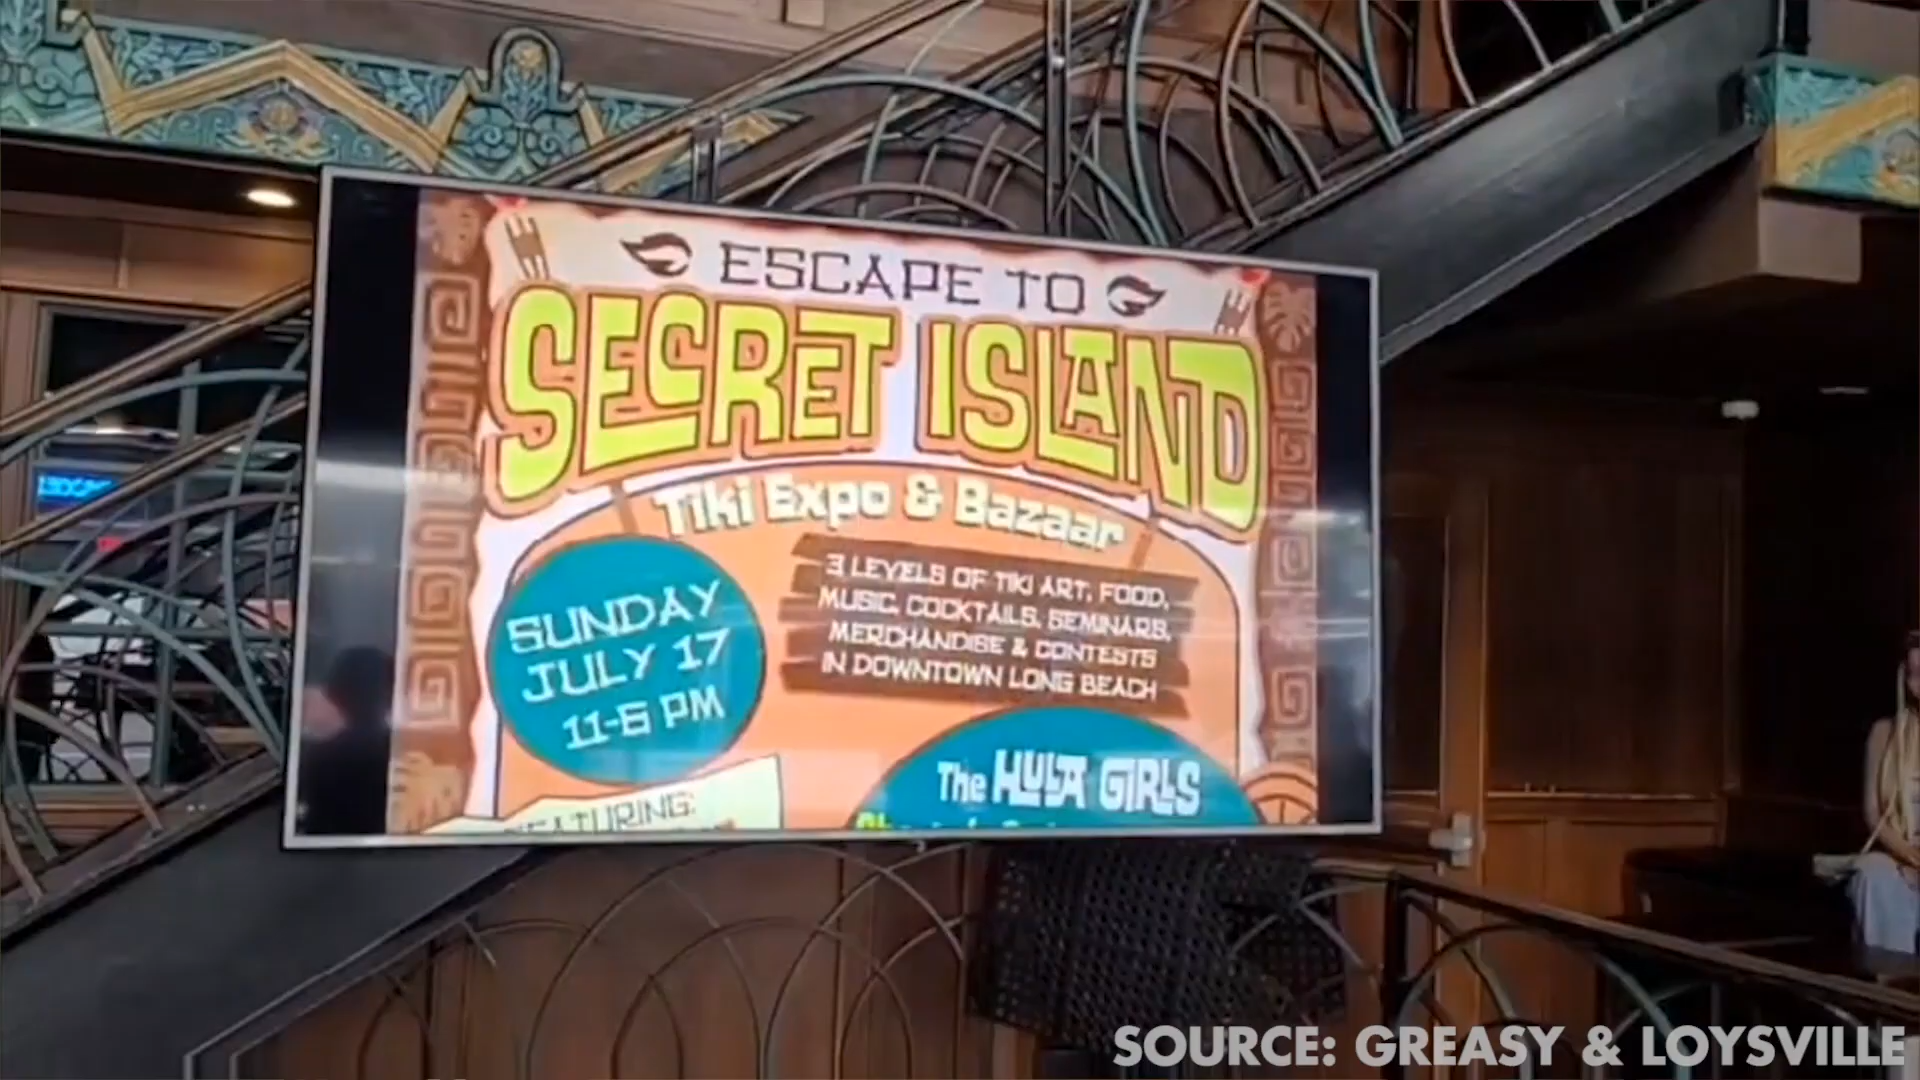 ESCAPE TO
SECRET ISLAND
Tiki Expo & Bazaar
SUNDAY
JULY 17
11-6 PM
3 LEVELS OF TIKI ART, FOOD,
MUSIC, COCKTAILS, SEMINARS,
MERCHANDISE & CONTESTS
IN DOWNTOWN LONG BEACH
The HULA GIRLS
FEATURING:
SOURCE: GREASY & LOYSVILLE